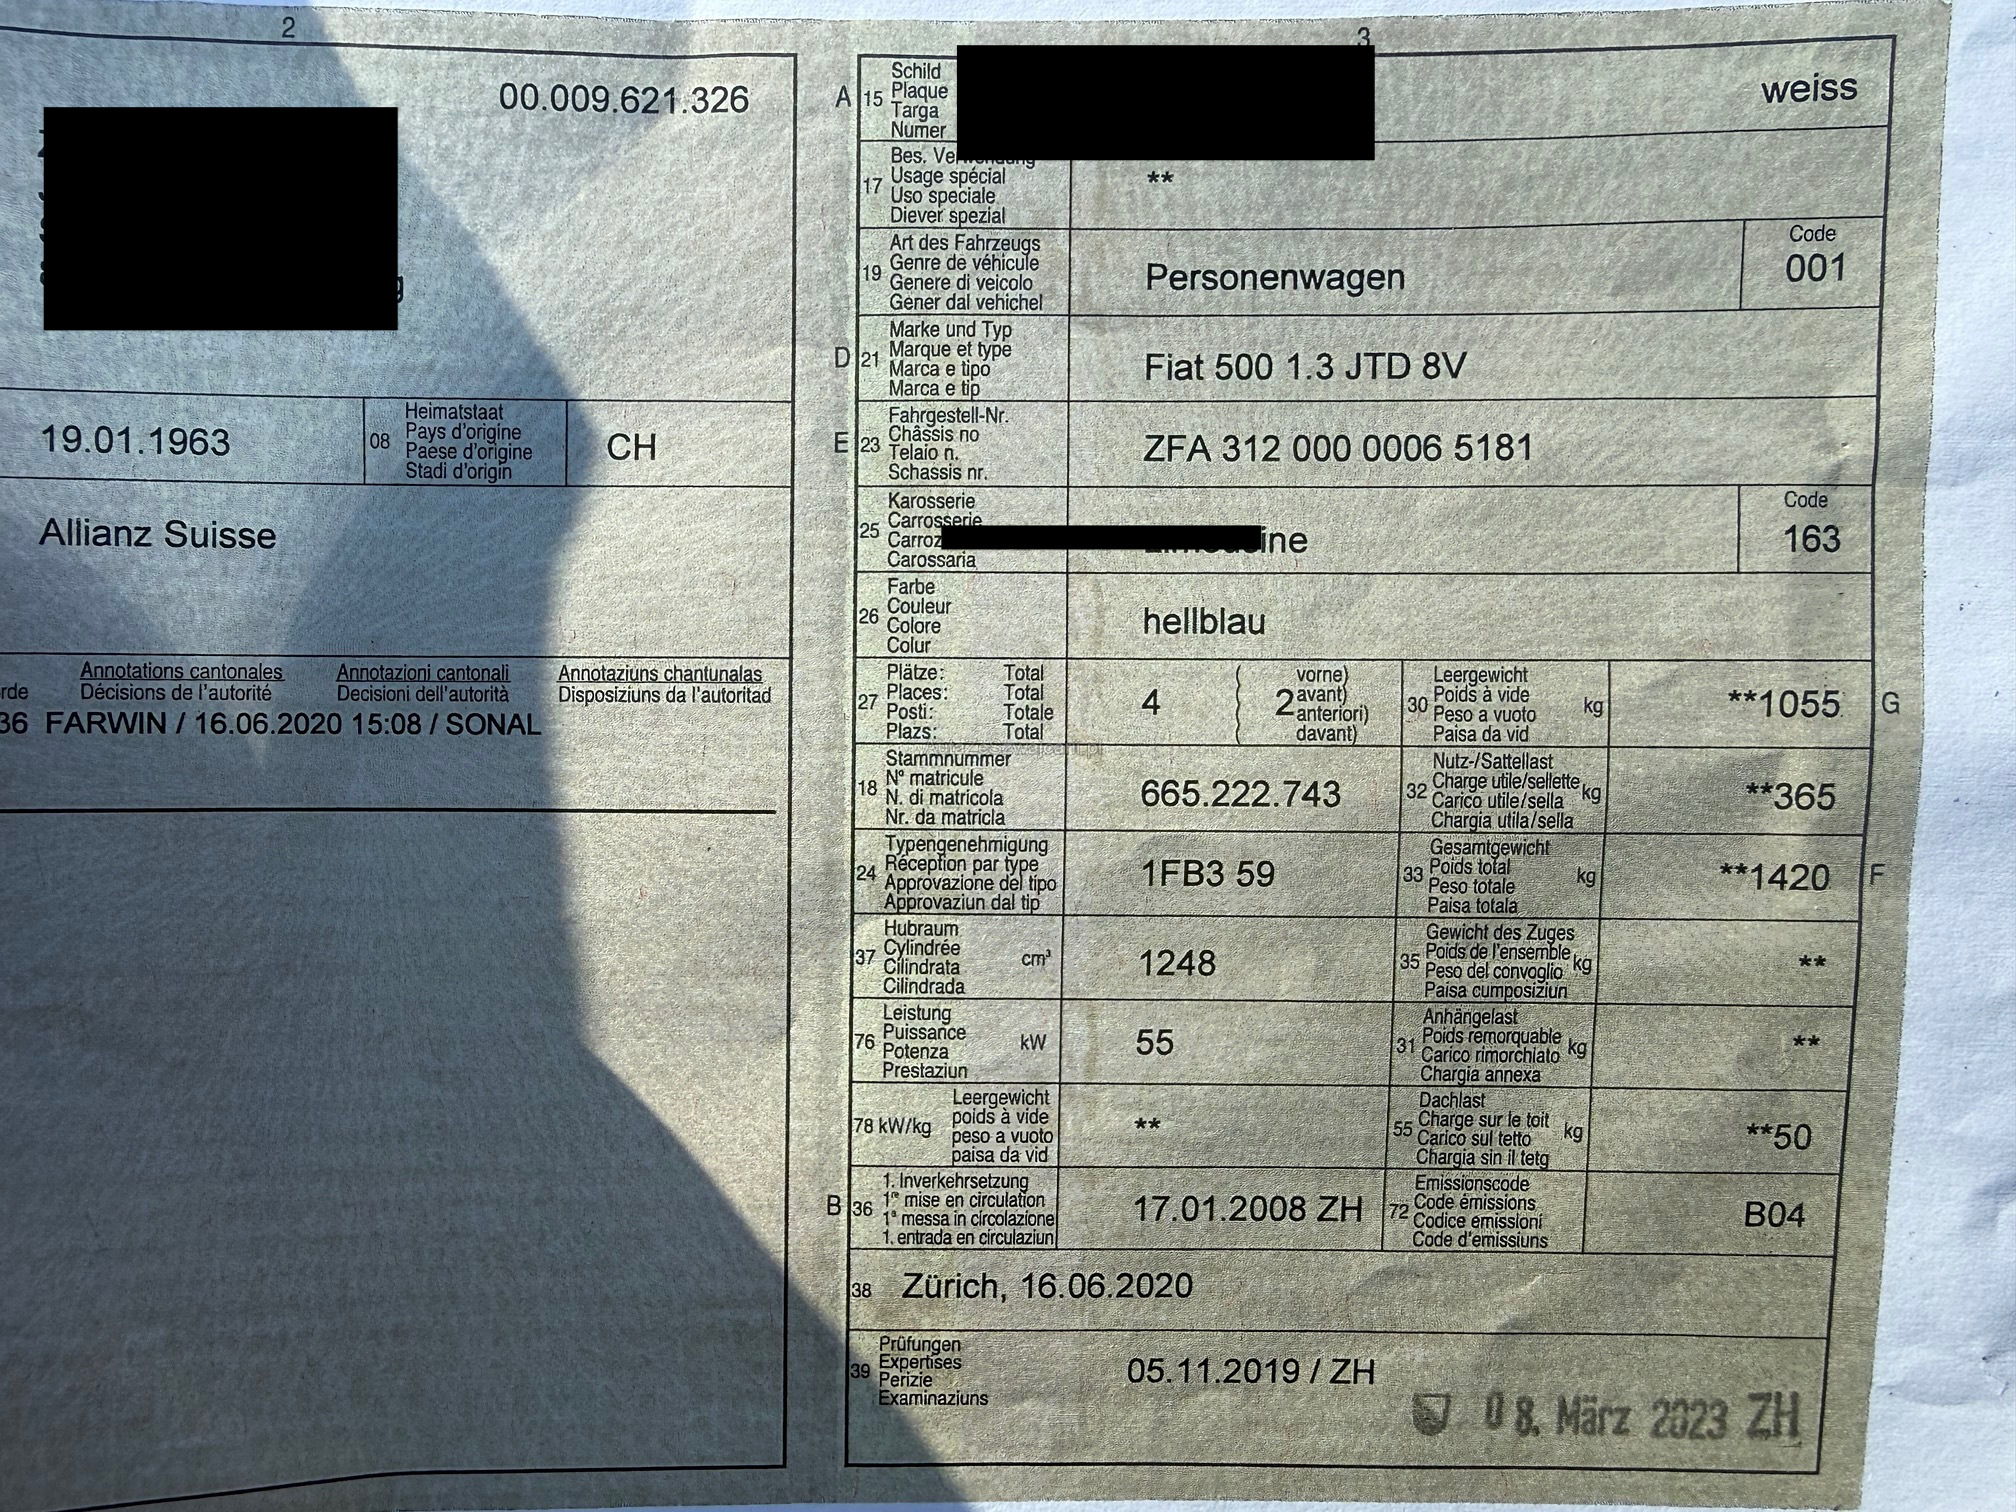 2
00.009.621.326
19.01.1963
08
Heimatstaat
Pays d'origine
Paese d'origine
Stadi d'origin
CH
Allianz Suisse
Annotations cantonales Annotazioni cantonali Annotaziuns chantunalas
rde Décisions de l'autorité Decisioni dell'autorità Disposiziuns da l'autoritad
36 FARWIN / 16.06.2020 15:08 / SONAL
3
A 15
Schild
Plaque
Targa
Numer
weiss
17
Bes.
Usage spécial
Uso speciale
Diever spezial
**
19
Art des Fahrzeugs
Genre de véhicule
Genere di veicolo
Gener dal vehichel
Personenwagen
Code
001
D 21
Marke und Typ
Marque et type
Marca e tipo
Marca e tip
Fiat 500 1.3 JTD 8V
E 23
Fahrgestell-Nr.
Châssis no
Telaio n.
Schassis nr.
ZFA 312 000 0006 5181
25
Karosserie
Carrosserie
Carroz
Carossaria
Code
163
26
Farbe
Couleur
Colore
Colur
hellblau
27
Plätze: Total
Places: Total
Posti: Totale
Plazs: Total
4
2
( vorne)
avant)
anteriori)
( davant)
30
Leergewicht
Poids à vide
Peso a vuoto
Paisa da vid
kg
**1055
G
18
Stammnummer
N° matricule
N. di matricola
Nr. da matricla
665.222.743
32
Nutz-/Sattellast
Charge utile/sellette
Carico utile/sella
Chargia utila/sella
kg
**365
24
Typengenehmigung
Réception par type
Approvazione del tipo
Approvaziun dal tip
1FB3 59
33
Gesamtgewicht
Poids total
Peso totale
Paisa totala
kg
**1420
F
37
Hubraum
Cylindrée
Cilindrata
Cilindrada
cm³
1248
35
Gewicht des Zuges
Poids de l'ensemble
Peso del convoglio
Paisa cumposiziun
kg
**
76
Leistung
Puissance
Potenza
Prestaziun
kW
55
31
Anhängelast
Poids remorquable
Carico rimorchiato
Chargia annexa
kg
**
78 kW/kg
Leergewicht
poids à vide
peso a vuoto
paisa da vid
**
55
Dachlast
Charge sur le toit
Carico sul tetto
Chargia sin il tetg
kg
**50
B 36
1. Inverkehrsetzung
1re mise en circulation
1a messa in circolazione
1. entrada en circulaziun
17.01.2008 ZH
72
Emissionscode
Code émissions
Codice emissioni
Code d'emissiuns
B04
38
Zürich, 16.06.2020
39
Prüfungen
Expertises
Perizie
Examinaziuns
05.11.2019 / ZH
08. März 2023 ZH